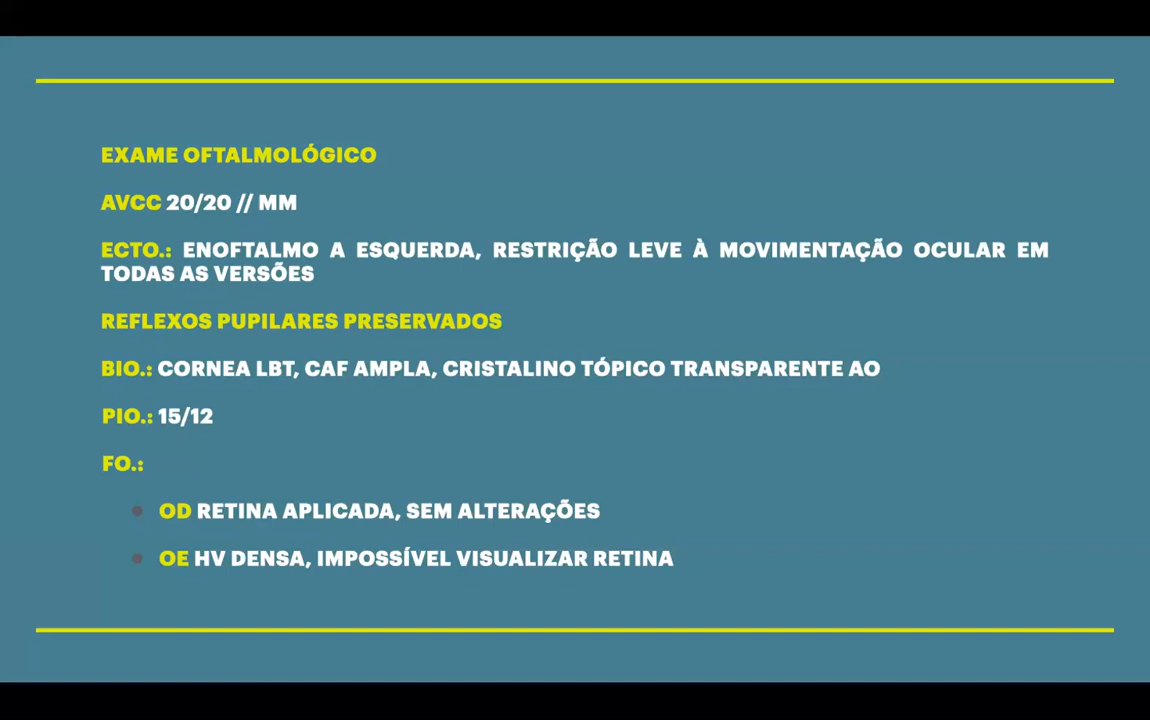 EXAME OFTALMOLÓGICO
AVCC 20/20 // MM
ECTO.: ENOFTALMO A ESQUERDA, RESTRIÇÃO LEVE À MOVIMENTAÇÃO OCULAR EM
TODAS AS VERSÕES
REFLEXOS PUPILARES PRESERVADOS
BIO.: CORNEA LBT, CAF AMPLA, CRISTALINO TÓPICO TRANSPARENTE AO
PIO.: 15/12
FO.:
OD RETINA APLICADA, SEM ALTERAÇÕES
OE HV DENSA, IMPOSSÍVEL VISUALIZAR RETINA